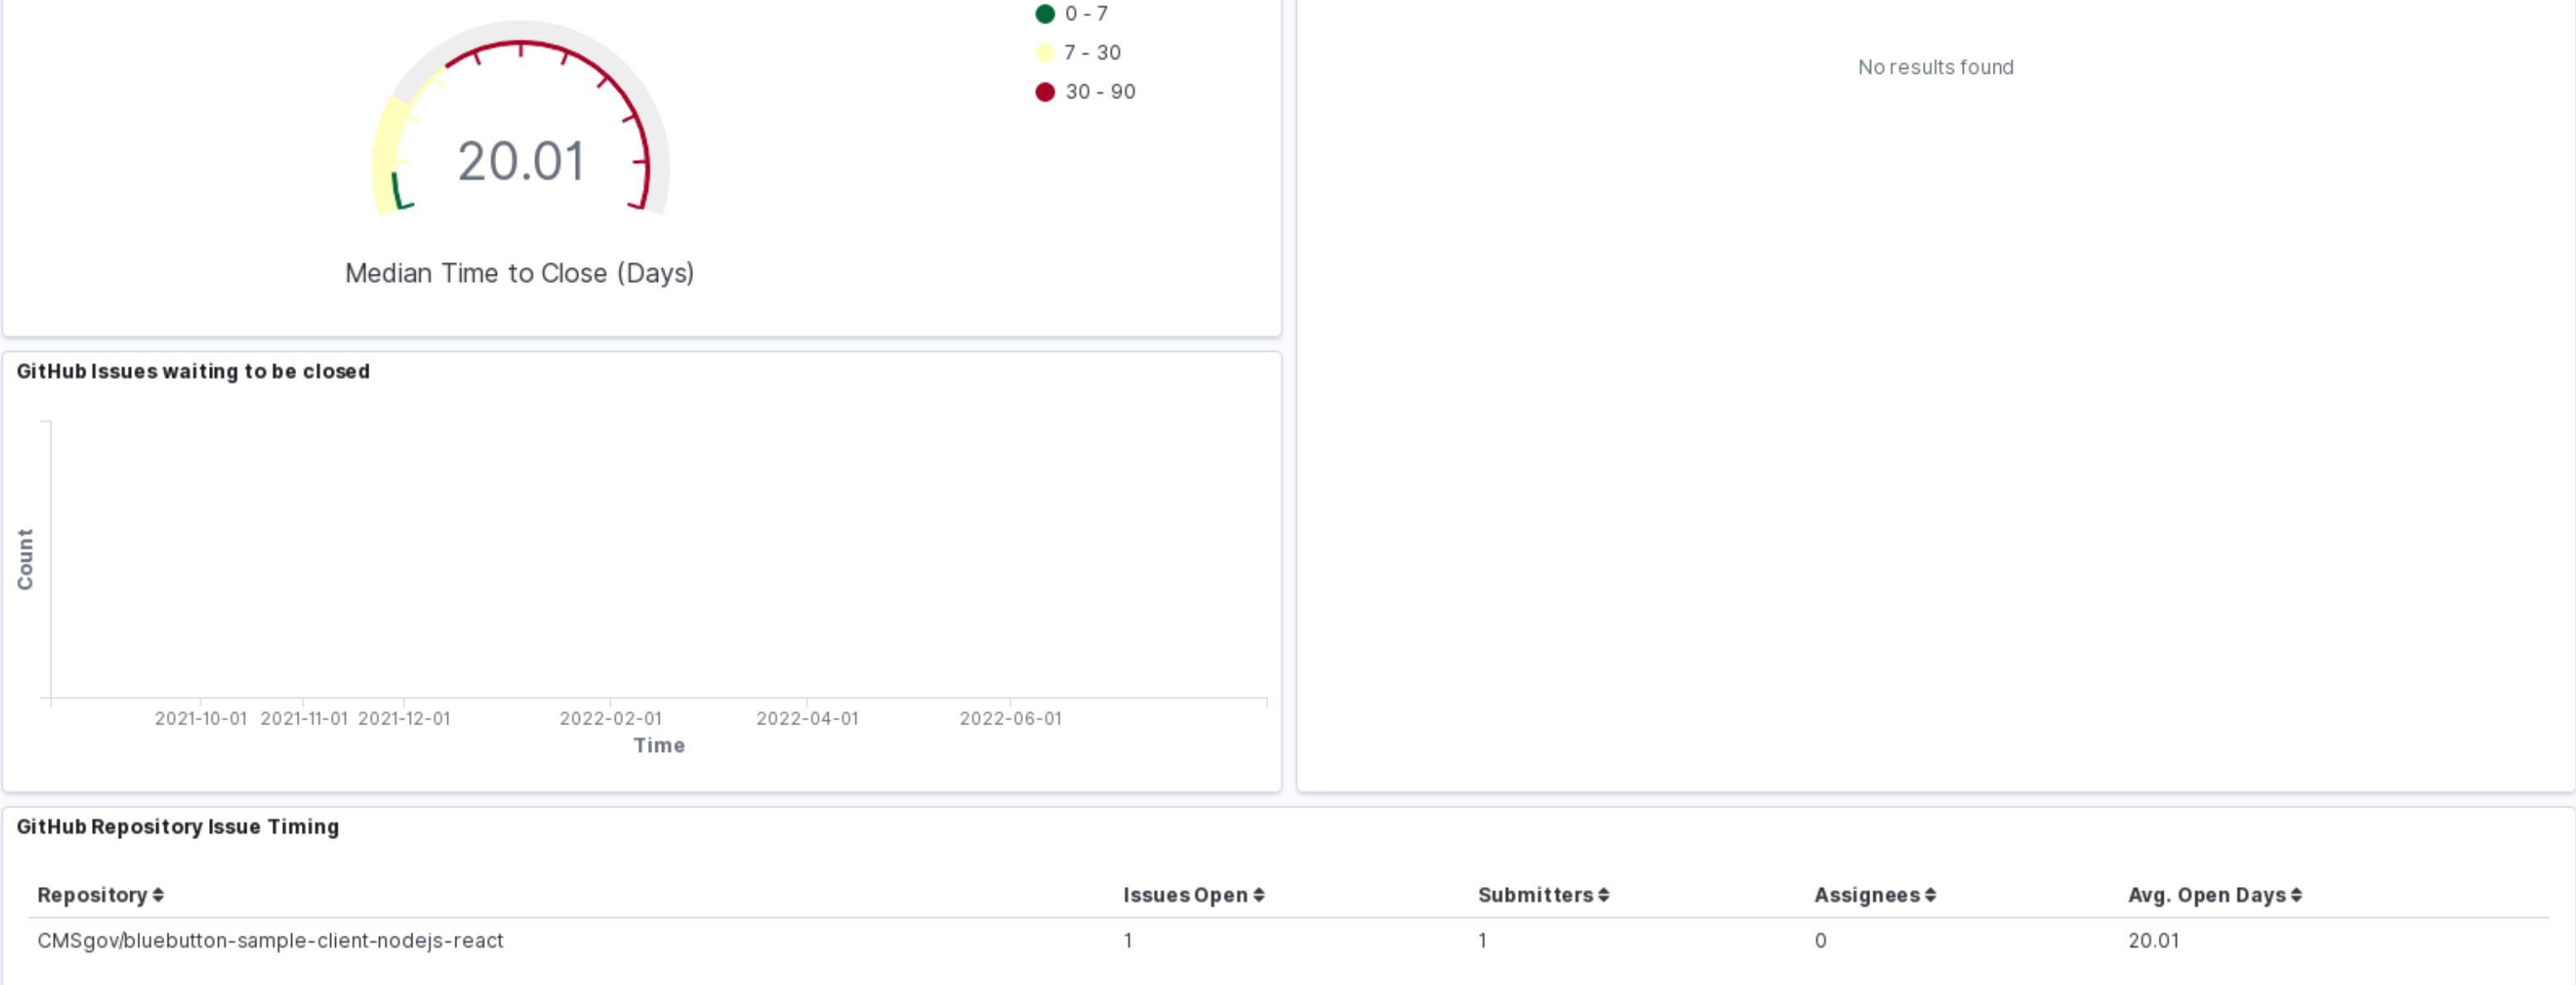 0 - 7
7 - 30
30 - 90
20.01
Median Time to Close (Days)
No results found
GitHub Issues waiting to be closed
Count
2021-10-01 2021-11-01 2021-12-01 2022-02-01 2022-04-01 2022-06-01
Time
GitHub Repository Issue Timing
Repository Issues Open Submitters Assignees Avg. Open Days
CMSgov/bluebutton-sample-client-nodejs-react 1 1 0 20.01